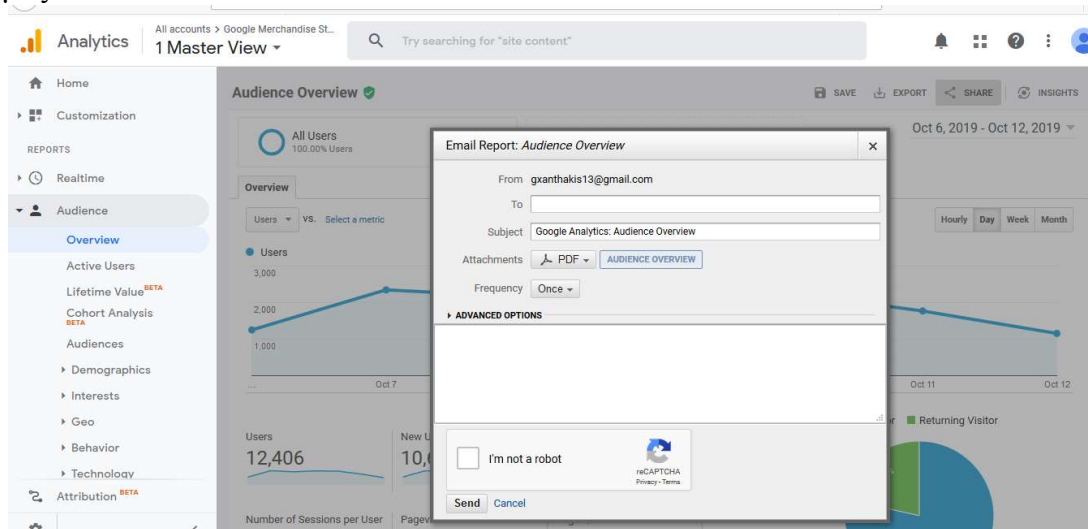 Analytics
All accounts > Google Merchandise St...
1 Master View
Try searching for "site content"
Home
Customization
REPORTS
Realtime
Audience
Overview
Active Users
Lifetime Value BETA
Cohort Analysis
BETA
Audiences
Demographics
Interests
Geo
Behavior
Technology
Attribution BETA
Audience Overview
SAVE
EXPORT
SHARE
INSIGHTS
All Users
100.00% Users
Oct 6, 2019 - Oct 12, 2019
Overview
Users
VS.
Select a metric
Hourly
Day
Week
Month
Users
3,000
2,000
1,000
...
Oct 7
Oct 11
Oct 12
Email Report: Audience Overview
From gxanthakis13@gmail.com
To
Subject Google Analytics: Audience Overview
Attachments PDF AUDIENCE OVERVIEW
Frequency Once
ADVANCED OPTIONS
I'm not a robot
reCAPTCHA
Privacy - Terms
Send Cancel
Returning Visitor
Users
12,406
New U
Number of Sessions per User
Pagev